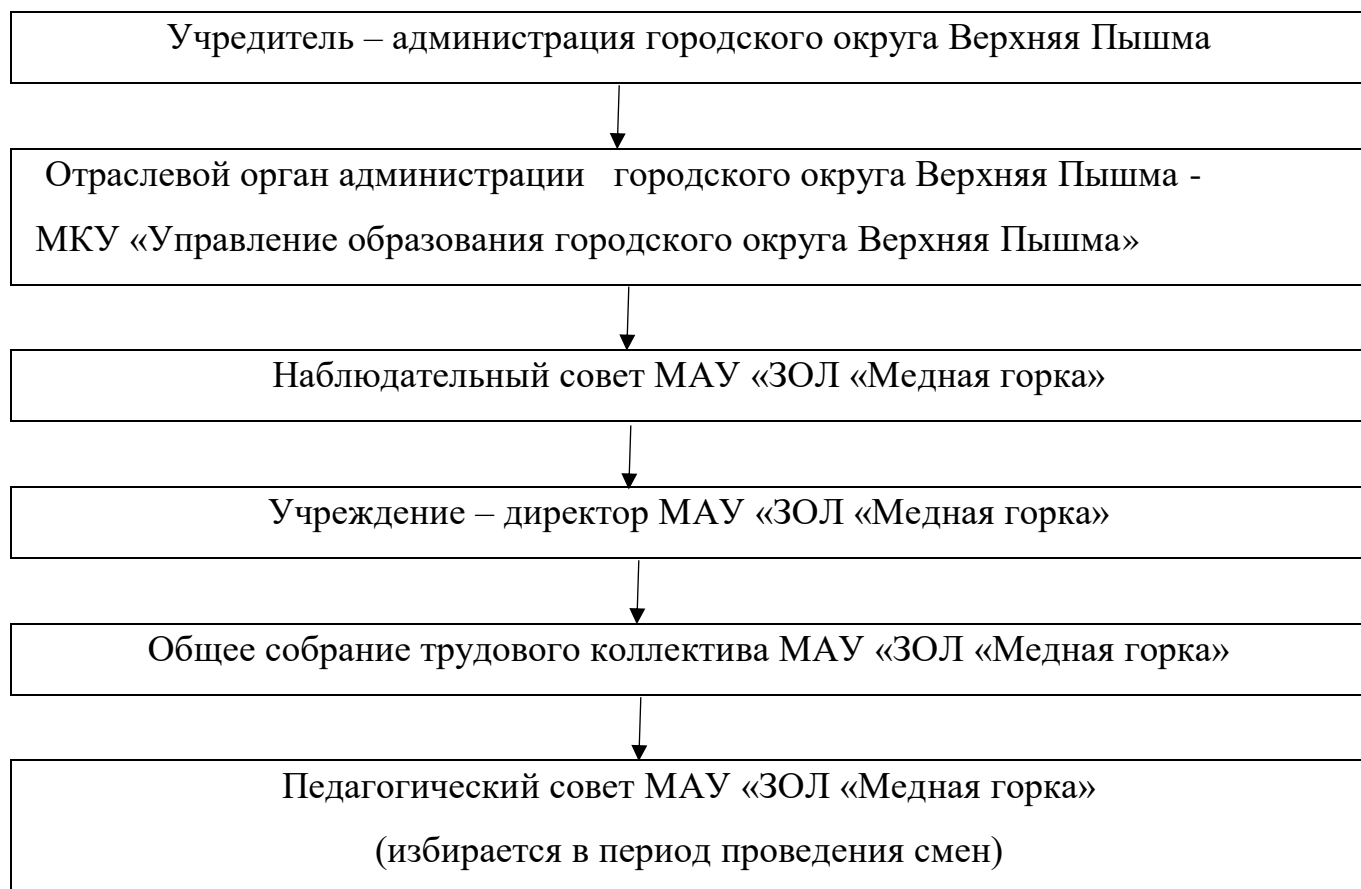 Учредитель – администрация городского округа Верхняя Пышма
Отраслевой орган администрации городского округа Верхняя Пышма -
МКУ «Управление образования городского округа Верхняя Пышма»
Наблюдательный совет МАУ «ЗОЛ «Медная горка»
Учреждение – директор МАУ «ЗОЛ «Медная горка»
Общее собрание трудового коллектива МАУ «ЗОЛ «Медная горка»
Педагогический совет МАУ «ЗОЛ «Медная горка»
(избирается в период проведения смен)